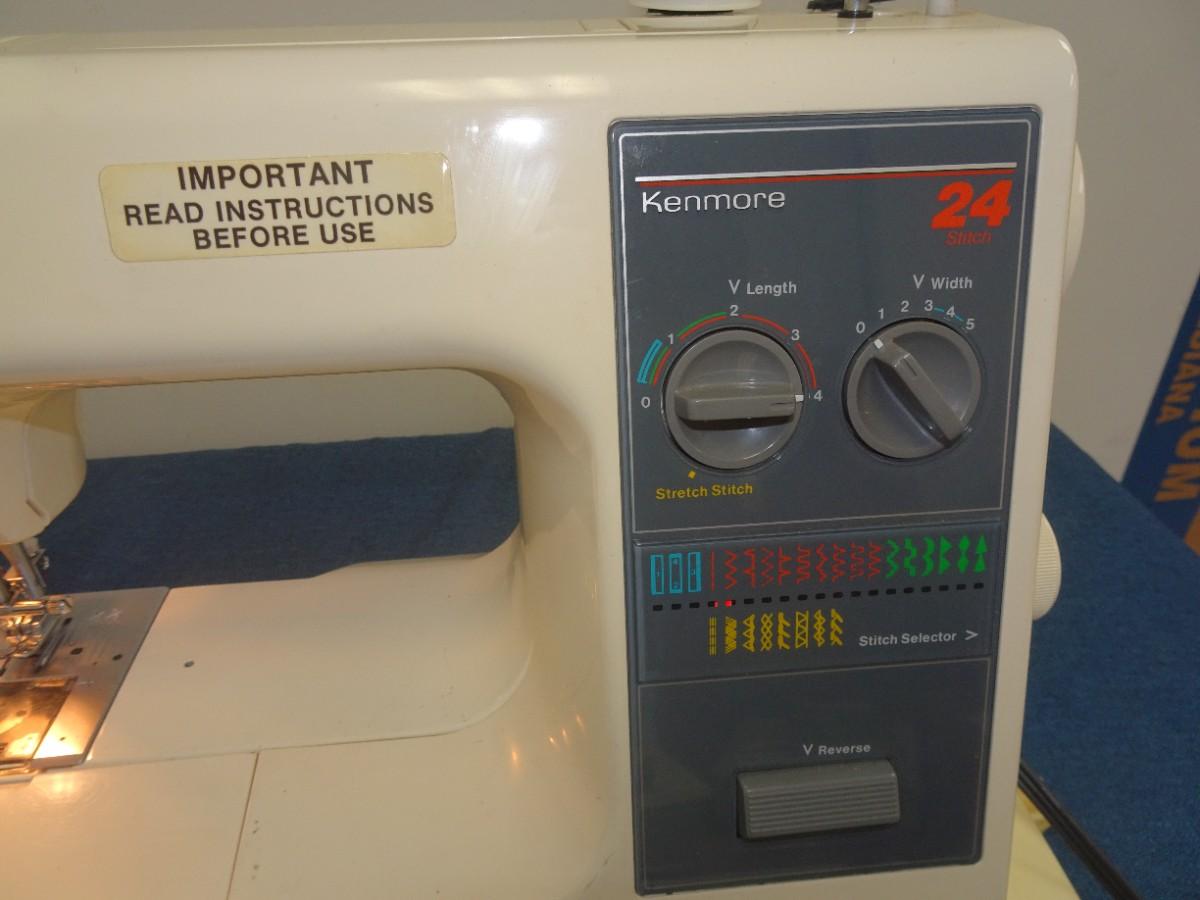 IMPORTANT
READ INSTRUCTIONS
BEFORE USE
Kenmore
24
Stitch
V Length
0 1 2 3 4
V Width
0 1 2 3 4 5
Stretch Stitch
Stitch Selector >
V Reverse